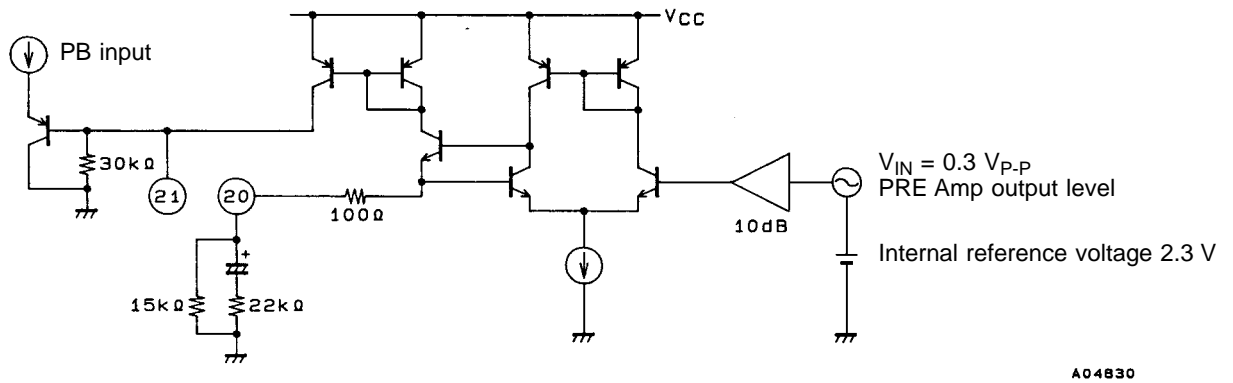 VCC
PB input
30kΩ
21
20
100Ω
15kΩ
22kΩ
10dB
VIN = 0.3 VP-P
PRE Amp output level
Internal reference voltage 2.3 V
A04830